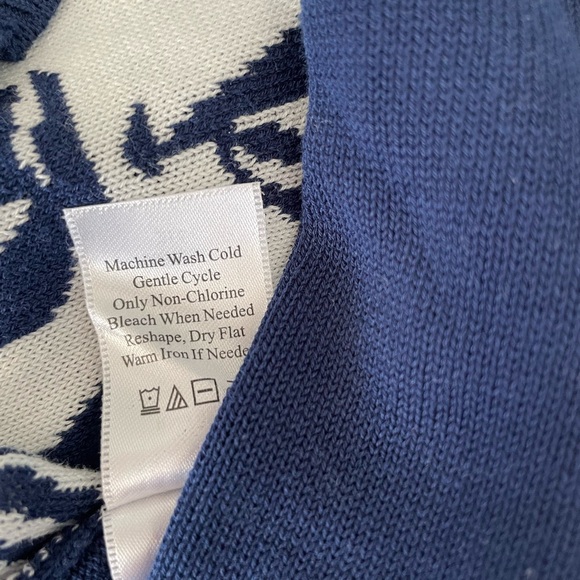 Machine Wash Cold
Gentle Cycle
Only Non-Chlorine
Bleach When Needed
Reshape, Dry Flat
Warm Iron If Neede